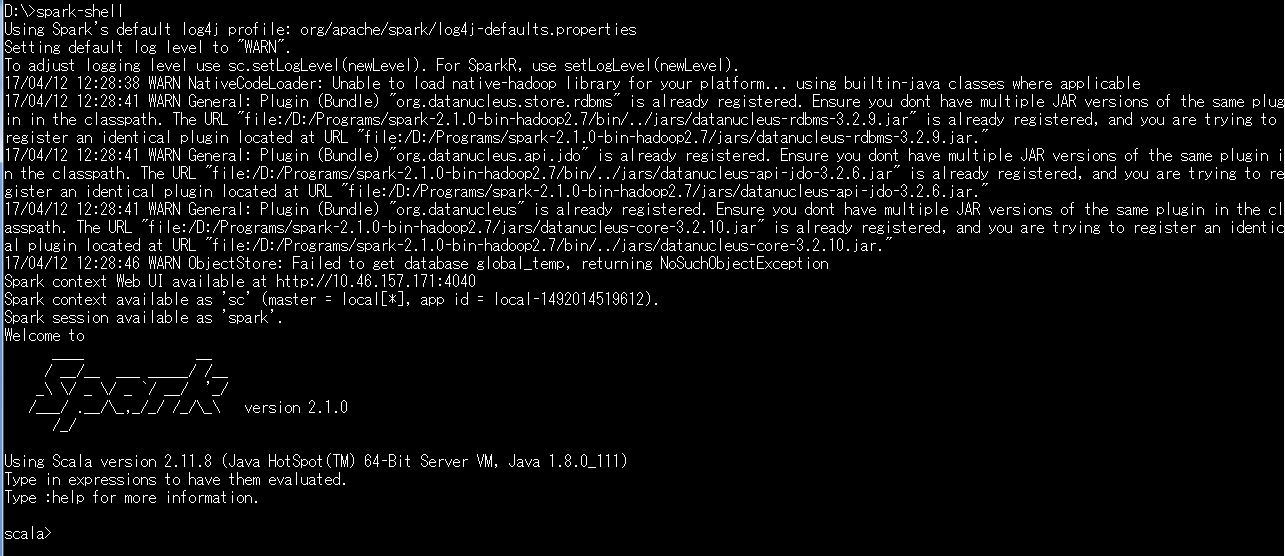 D:\>spark-shell
Using Spark's default log4j profile: org/apache/spark/log4j-defaults.properties
Setting default log level to "WARN".
To adjust logging level use sc.setLogLevel(newLevel). For SparkR, use setLogLevel(newLevel).
17/04/12 12:28:38 WARN NativeCodeLoader: Unable to load native-hadoop library for your platform... using builtin-java classes where applicable
17/04/12 12:28:41 WARN General: Plugin (Bundle) "org.datanucleus.store.rdbms" is already registered. Ensure you dont have multiple JAR versions of the same plug
in in the classpath. The URL "file:/D:/Programs/spark-2.1.0-bin-hadoop2.7/bin/../jars/datanucleus-rdbms-3.2.9.jar" is already registered, and you are trying to
register an identical plugin located at URL "file:/D:/Programs/spark-2.1.0-bin-hadoop2.7/jars/datanucleus-rdbms-3.2.9.jar."
17/04/12 12:28:41 WARN General: Plugin (Bundle) "org.datanucleus.api.jdo" is already registered. Ensure you dont have multiple JAR versions of the same plugin i
n the classpath. The URL "file:/D:/Programs/spark-2.1.0-bin-hadoop2.7/bin/../jars/datanucleus-api-jdo-3.2.6.jar" is already registered, and you are trying to re
gister an identical plugin located at URL "file:/D:/Programs/spark-2.1.0-bin-hadoop2.7/jars/datanucleus-api-jdo-3.2.6.jar."
17/04/12 12:28:41 WARN General: Plugin (Bundle) "org.datanucleus" is already registered. Ensure you dont have multiple JAR versions of the same plugin in the cl
asspath. The URL "file:/D:/Programs/spark-2.1.0-bin-hadoop2.7/jars/datanucleus-core-3.2.10.jar" is already registered, and you are trying to register an identic
al plugin located at URL "file:/D:/Programs/spark-2.1.0-bin-hadoop2.7/bin/../jars/datanucleus-core-3.2.10.jar."
17/04/12 12:28:46 WARN ObjectStore: Failed to get database global_temp, returning NoSuchObjectException
Spark context Web UI available at http://10.46.157.171:4040
Spark context available as 'sc' (master = local[*], app id = local-1492014519612).
Spark session available as 'spark'.
Welcome to
Spark version 2.1.0
Using Scala version 2.11.8 (Java HotSpot(TM) 64-Bit Server VM, Java 1.8.0_111)
Type in expressions to have them evaluated.
Type :help for more information.
scala>